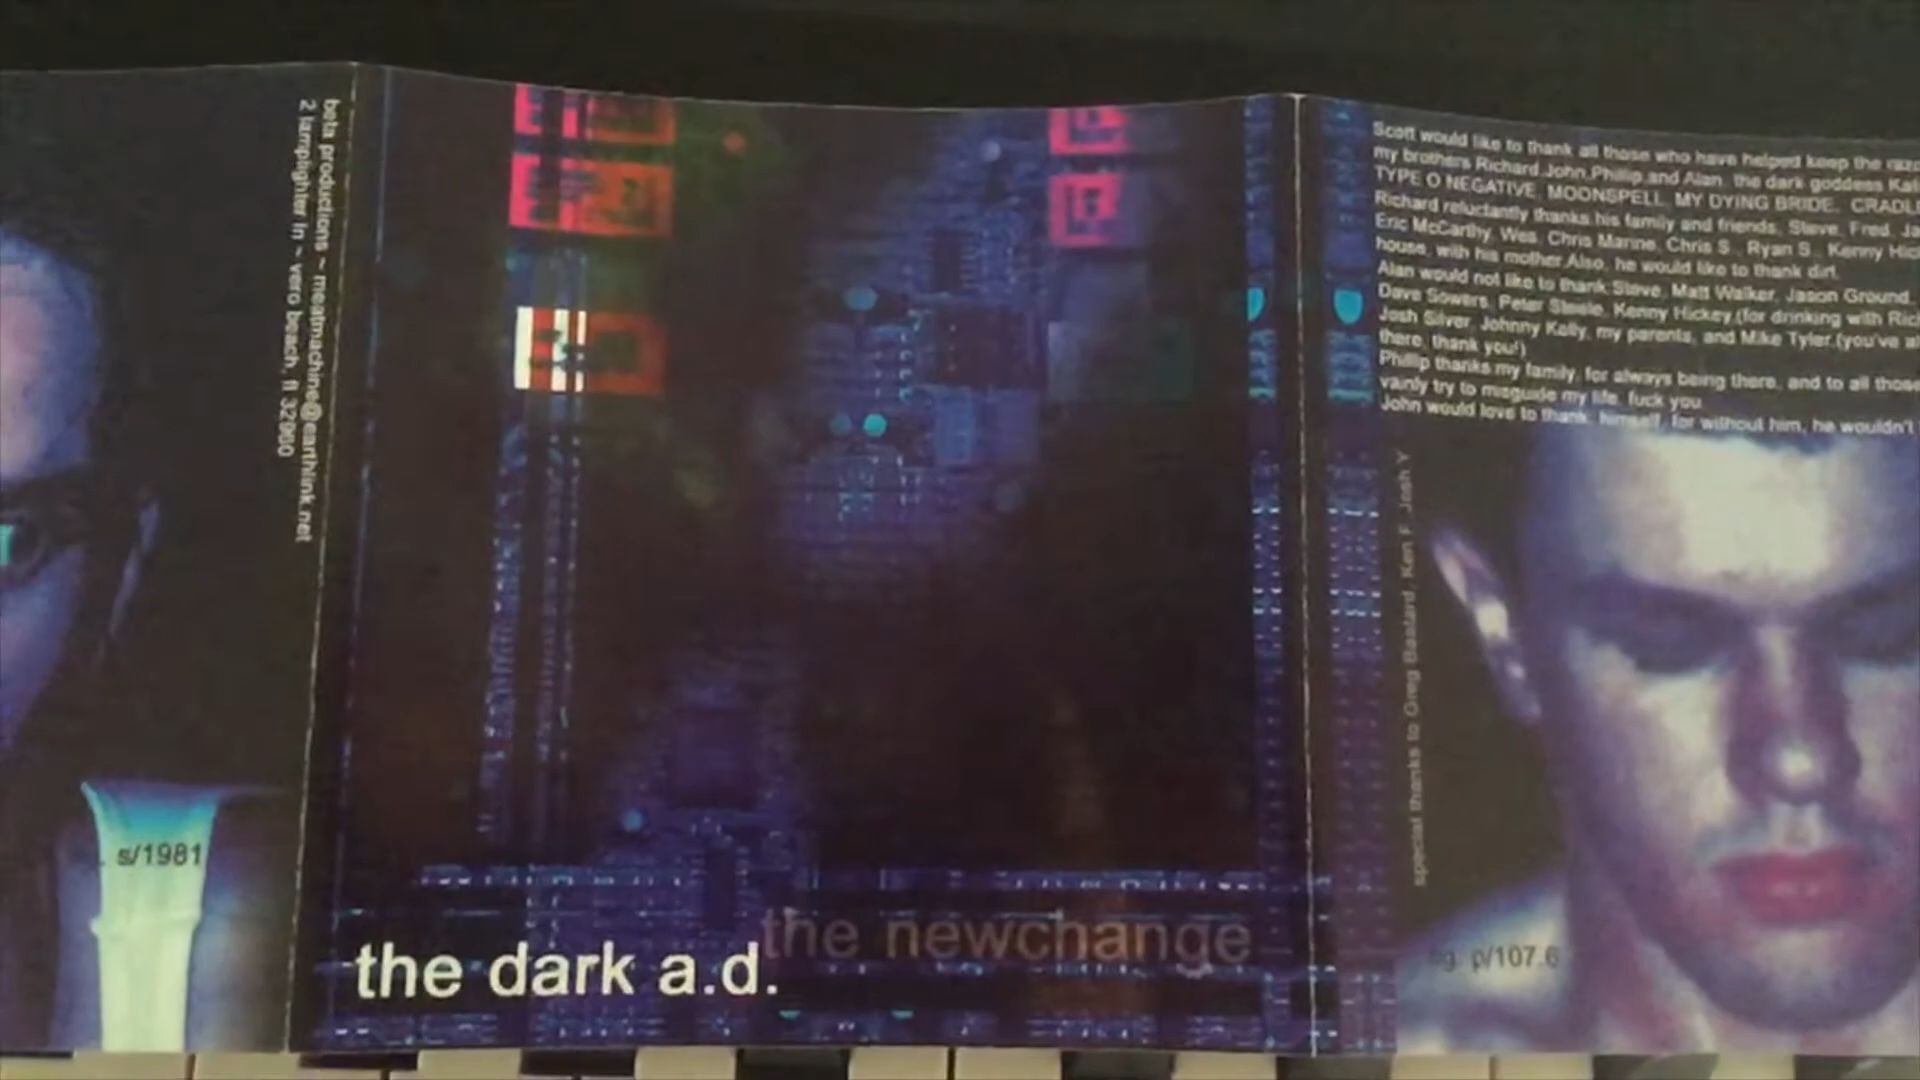 beta productions ~ meatmachine@earthlink.net
2 lamplighter ln ~ vero beach, fl 32960
s/1981
the dark a.d.
the newchange
Scott would like to thank all those who have helped keep the
my brothers Richard,John,Phillip,and Alan, the dark goddess
TYPE O NEGATIVE, MOONSPELL, MY DYING BRIDE,
Richard reluctantly thanks his family and friends, Steve, Fred,
Eric McCarthy, Wes, Chris Marine, Chris S., Ryan S., Kenny
house, with his mother.Also, he would like to thank dirt.
Alan would not like to thank:Steve, Matt Walker, Jason Ground,
Dave Sowers, Peter Steele, Kenny Hickey,(for drinking with
Josh Silver, Johnny Kelly, my parents, and Mike Tyler.(you've
there, thank you!)
Phillip thanks my family, for always being there, and to all those
vainly try to misguide my life, fuck you.
John would love to thank, himself, for without him, he wouldn't
special thanks to Greg Bastard, Ken F, Josh Y
p/107.6